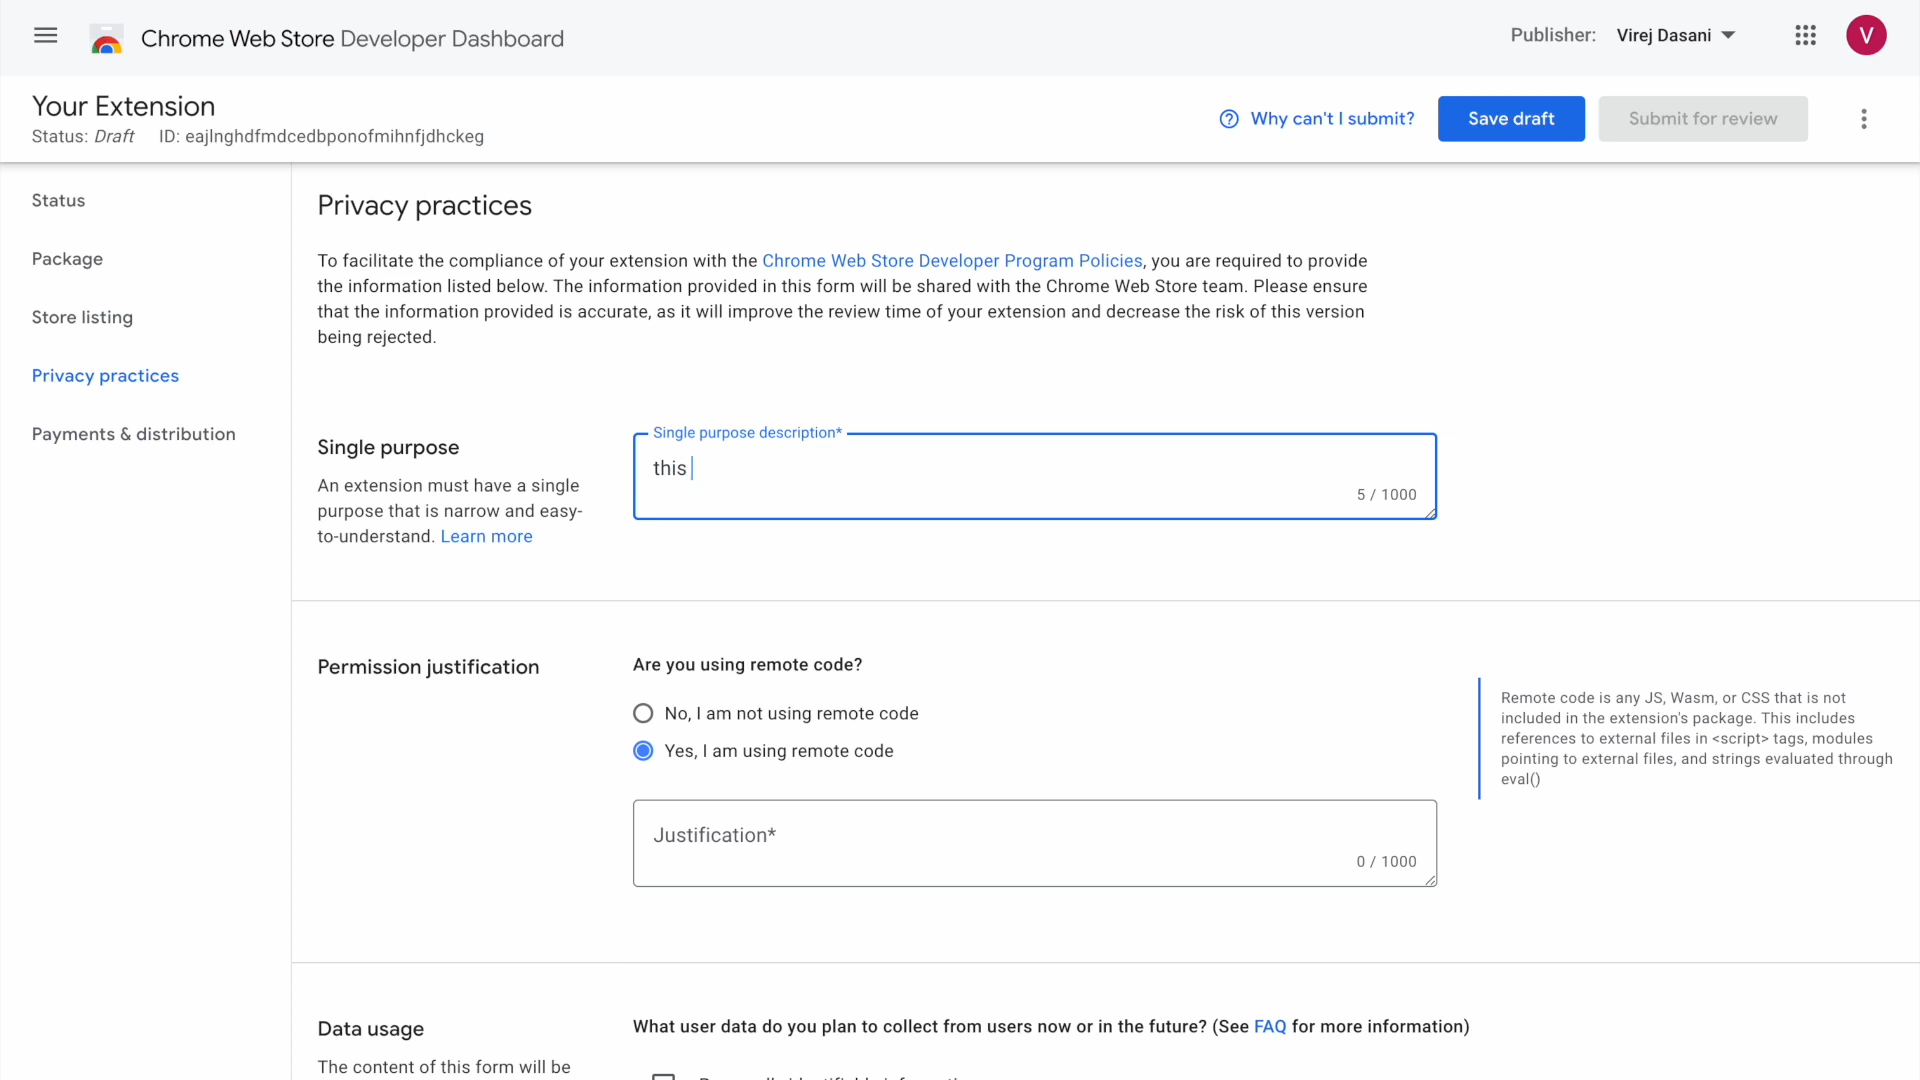 Chrome Web Store Developer Dashboard
Publisher: Virej Dasani
V
Your Extension
Status: Draft ID: eajlnghdfmdcedbponofmihnfjdhckeg
Why can't I submit?
Save draft
Submit for review
Status
Package
Store listing
Privacy practices
Payments & distribution
Privacy practices
To facilitate the compliance of your extension with the Chrome Web Store Developer Program Policies, you are required to provide
the information listed below. The information provided in this form will be shared with the Chrome Web Store team. Please ensure
that the information provided is accurate, as it will improve the review time of your extension and decrease the risk of this version
being rejected.
Single purpose
An extension must have a single
purpose that is narrow and easy-
to-understand. Learn more
Single purpose description*
this
5 / 1000
Permission justification
Are you using remote code?
No, I am not using remote code
Yes, I am using remote code
Justification*
0 / 1000
Remote code is any JS, Wasm, or CSS that is not
included in the extension's package. This includes
references to external files in <script> tags, modules
pointing to external files, and strings evaluated through
eval()
Data usage
The content of this form will be
What user data do you plan to collect from users now or in the future? (See FAQ for more information)